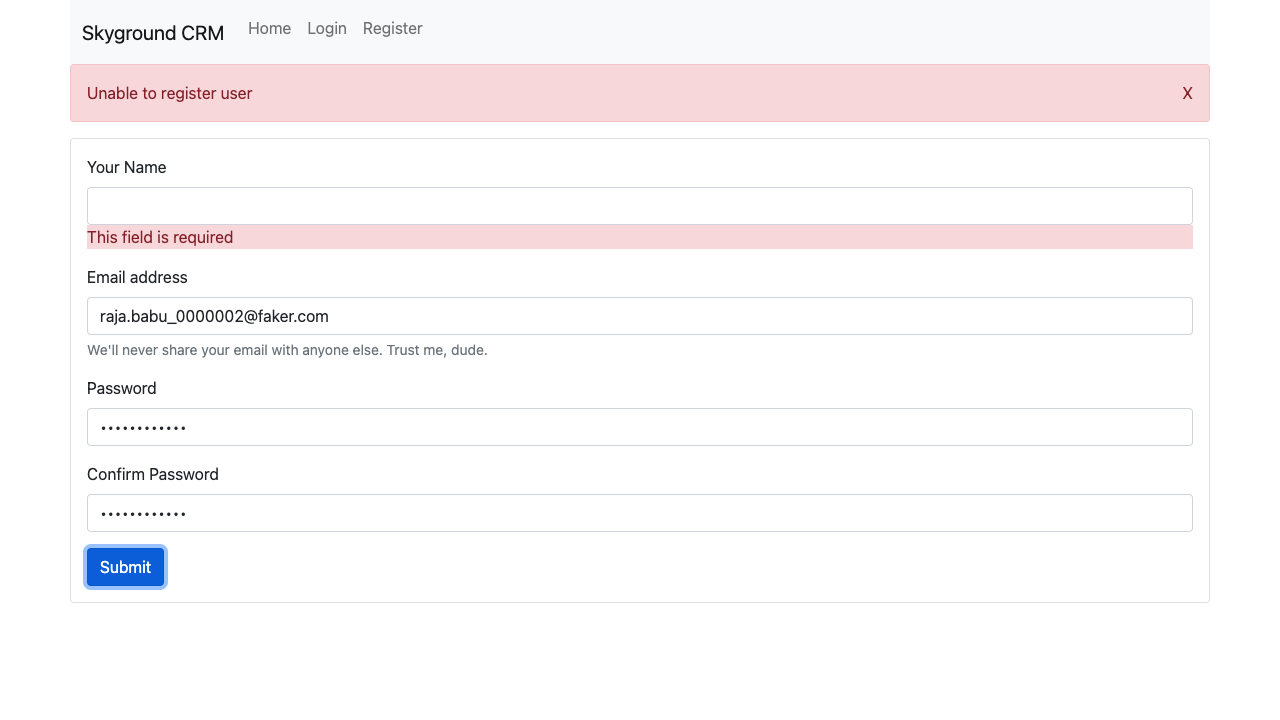 Skyground CRM Home Login Register
Unable to register user X
Your Name
This field is required
Email address
raja.babu_0000002@faker.com
We'll never share your email with anyone else. Trust me, dude.
Password
••••••••••••
Confirm Password
••••••••••••
Submit